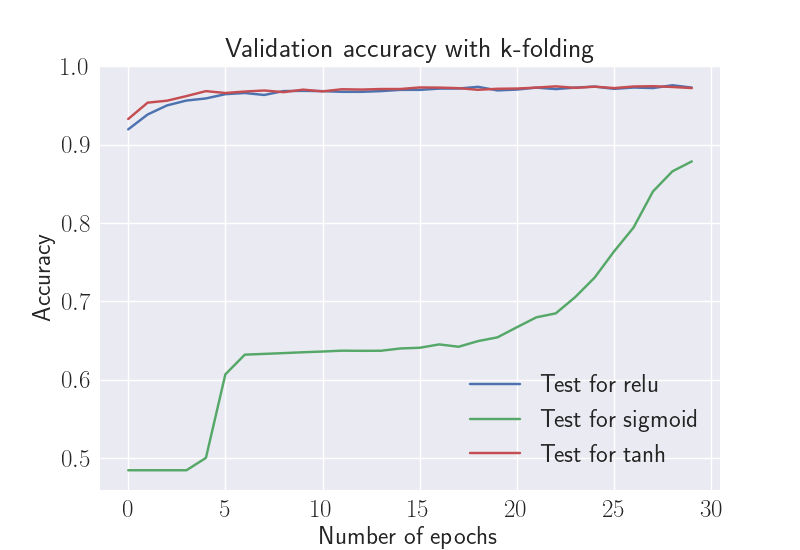 Validation accuracy with k-folding
1.0
0.9
0.8
0.7
0.6
0.5
Accuracy
Test for relu
Test for sigmoid
Test for tanh
0 5 10 15 20 25 30
Number of epochs